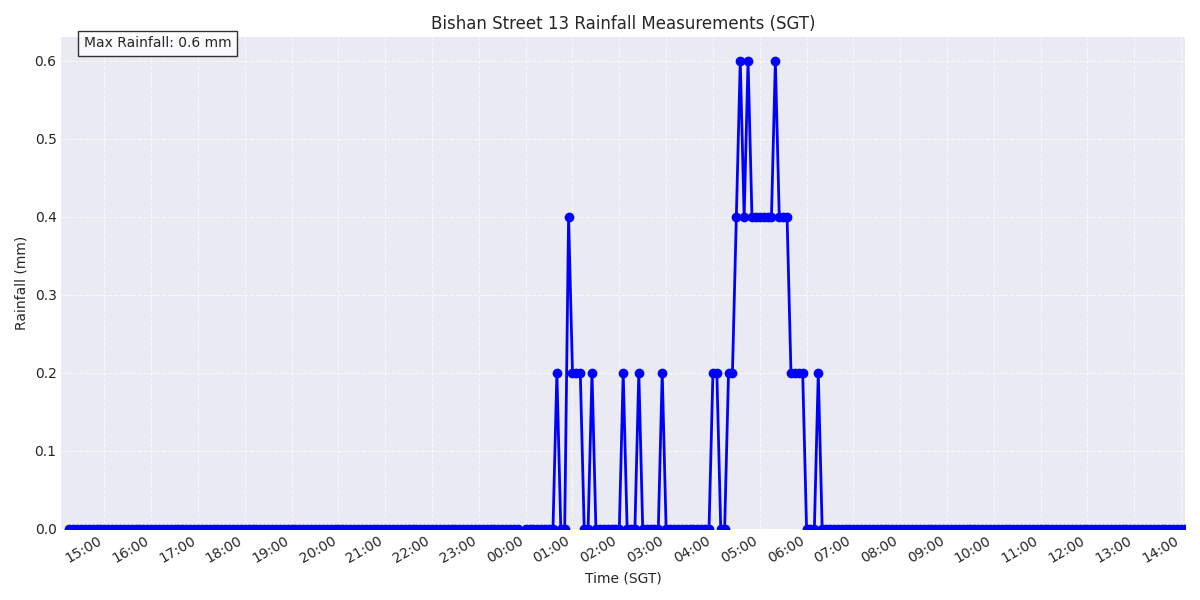 Bishan Street 13 Rainfall Measurements (SGT)
Max Rainfall: 0.6 mm
Rainfall (mm)
0.6
0.5
0.4
0.3
0.2
0.1
0.0
15:00 16:00 17:00 18:00 19:00 20:00 21:00 22:00 23:00 00:00 01:00 02:00 03:00 04:00 05:00 06:00 07:00 08:00 09:00 10:00 11:00 12:00 13:00 14:00
Time (SGT)